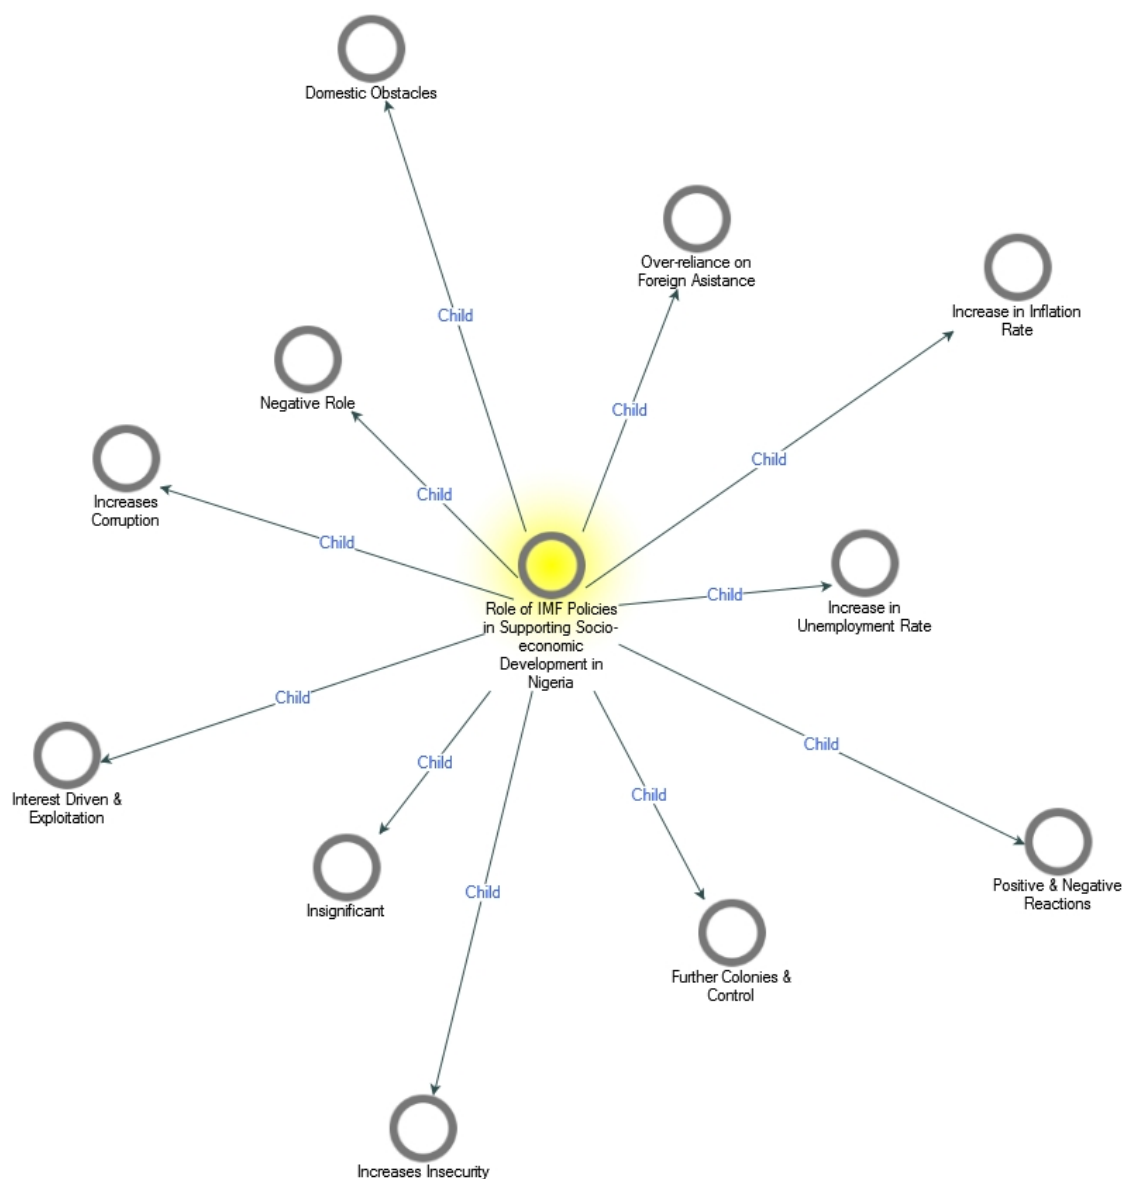 Domestic Obstacles
Over-reliance on
Foreign Asistance
Increase in Inflation
Rate
Child
Negative Role
Child
Child
Increases
Corruption
Child
Child
Child
Increase in
Unemployment Rate
Child
Role of IMF Policies
in Supporting Socio-
economic
Development in
Nigeria
Child
Interest Driven &
Exploitation
Child
Child
Child
Insignificant
Positive & Negative
Reactions
Child
Further Colonies &
Control
Increases Insecurity